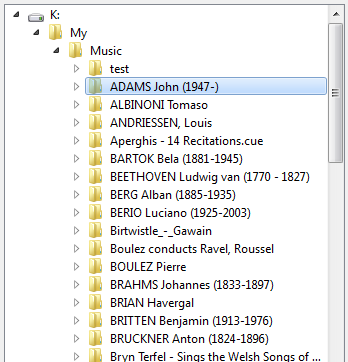 K:
My
Music
test
ADAMS John (1947-)
ALBINONI Tomaso
ANDRIESSEN, Louis
Aperghis - 14 Recitations.cue
BARTOK Bela (1881-1945)
BEETHOVEN Ludwig van (1770 - 1827)
BERG Alban (1885-1935)
BERIO Luciano (1925-2003)
Birtwistle_-_Gawain
Boulez conducts Ravel, Roussel
BOULEZ Pierre
BRAHMS Johannes (1833-1897)
BRIAN Havergal
BRITTEN Benjamin (1913-1976)
BRUCKNER Anton (1824-1896)
Bryn Terfel - Sings the Welsh Songs of ...